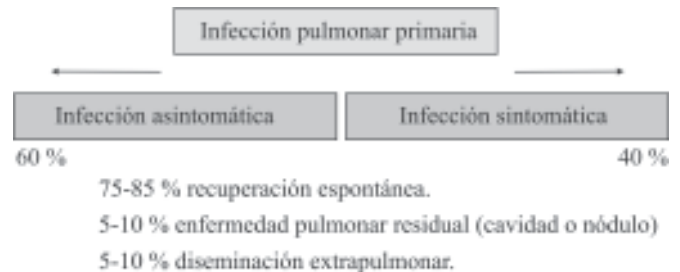 Infección pulmonar primaria
Infección asintomática
Infección sintomática
60 %
40 %
75-85 % recuperación espontánea.
5-10 % enfermedad pulmonar residual (cavidad o nódulo)
5-10 % diseminación extrapulmonar.